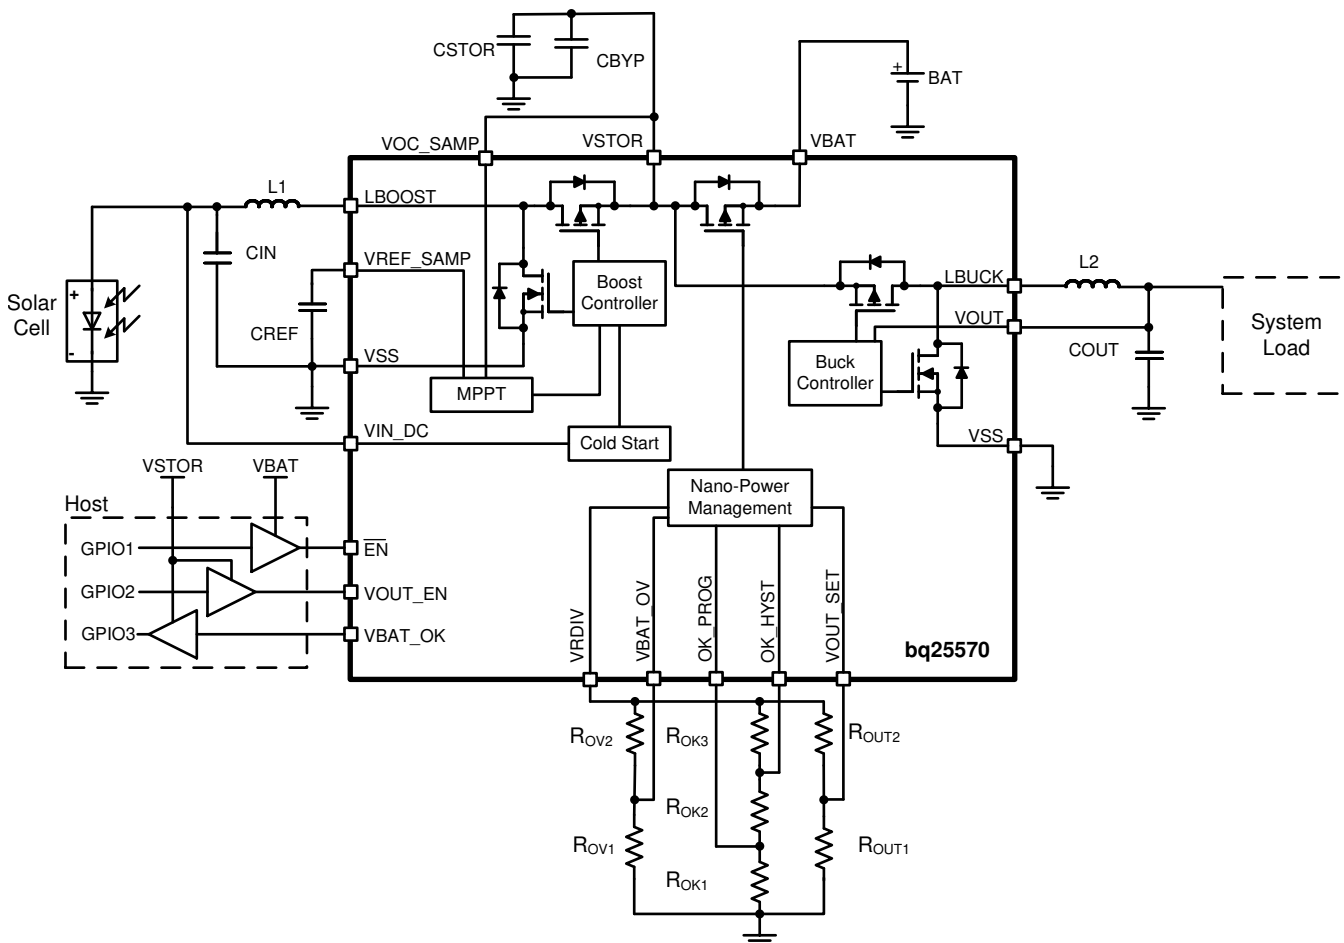 CSTOR
CBYP
+
BAT
VOC_SAMP
VSTOR
VBAT
L1
LBOOST
CIN
VREF_SAMP
Boost
Controller
LBUCK
L2
Solar
Cell
+
-
CREF
VOUT
System
Load
VSS
MPPT
Buck
Controller
COUT
VIN_DC
Cold Start
VSS
VSTOR
VBAT
Nano-Power
Management
Host
GPIO1
EN
GPIO2
VOUT_EN
GPIO3
VBAT_OK
VRDIV
VBAT_OV
OK_PROG
OK_HYST
VOUT_SET
bq25570
ROV2
ROK3
ROUT2
ROK2
ROV1
ROUT1
ROK1